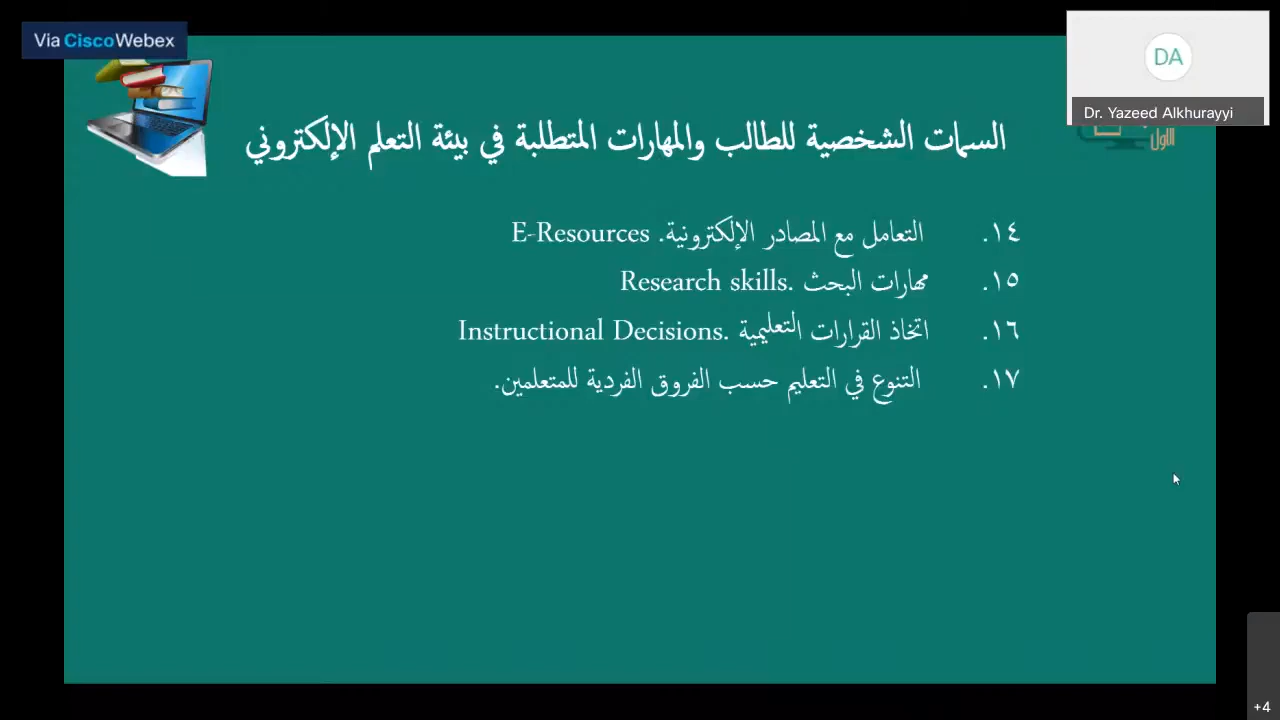 Via Cisco Webex
DA
Dr. Yazeed Alkhurayyi
الأول
السمات الشخصية للطالب والمهارات المتطلبة في بيئة التعلم الإلكتروني
١٤. التعامل مع المصادر الإلكترونية. E-Resources
١٥. مهارات البحث .Research skills
١٦. اتخاذ القرارات التعليمية .Instructional Decisions
١٧. التنوع في التعليم حسب الفروق الفردية للمتعلمين.
+4